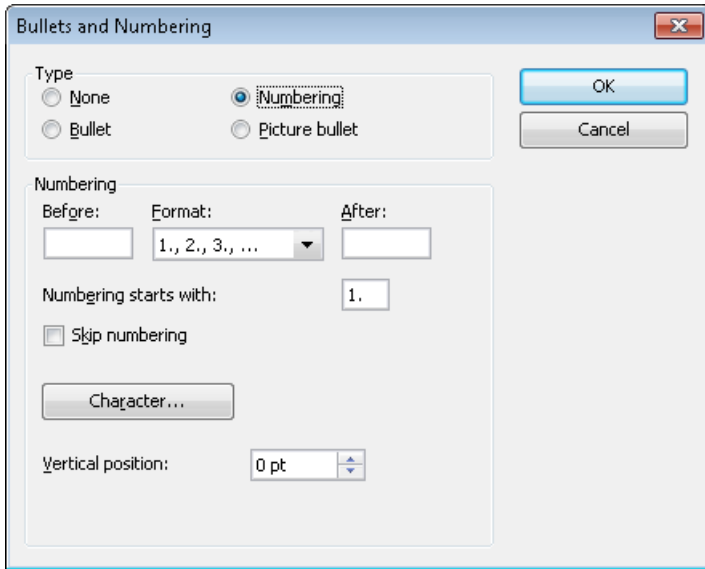 Bullets and Numbering
Type
None
Numbering
Bullet
Picture bullet
OK
Cancel
Numbering
Before: Format: After:
1., 2., 3., ...
Numbering starts with: 1.
Skip numbering
Character...
Vertical position: 0 pt